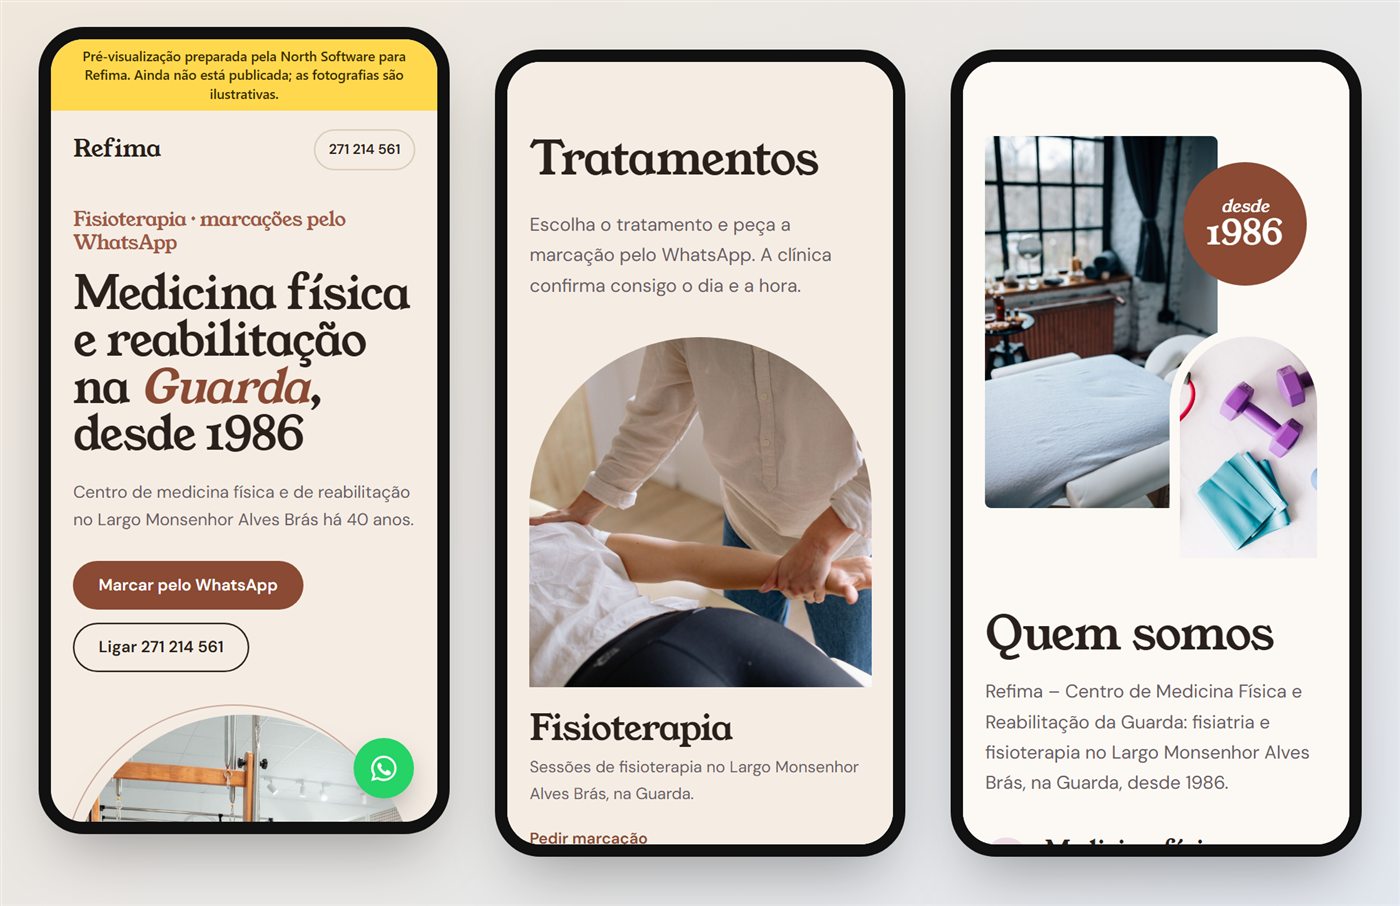 Pré-visualização preparada pela North Software para
Refima. Ainda não está publicada; as fotografias são
ilustrativas.
Refima
271 214 561
Fisioterapia · marcações pelo
WhatsApp
Medicina física
e reabilitação
na Guarda,
desde 1986
Centro de medicina física e de reabilitação
no Largo Monsenhor Alves Brás há 40 anos.
Marcar pelo WhatsApp
Ligar 271 214 561
Tratamentos
Escolha o tratamento e peça a
marcação pelo WhatsApp. A clínica
confirma consigo o dia e a hora.
Fisioterapia
Sessões de fisioterapia no Largo Monsenhor
Alves Brás, na Guarda.
Pedir marcação
desde
1986
Quem somos
Refima – Centro de Medicina Física e
Reabilitação da Guarda: fisiatria e
fisioterapia no Largo Monsenhor Alves
Brás, na Guarda, desde 1986.